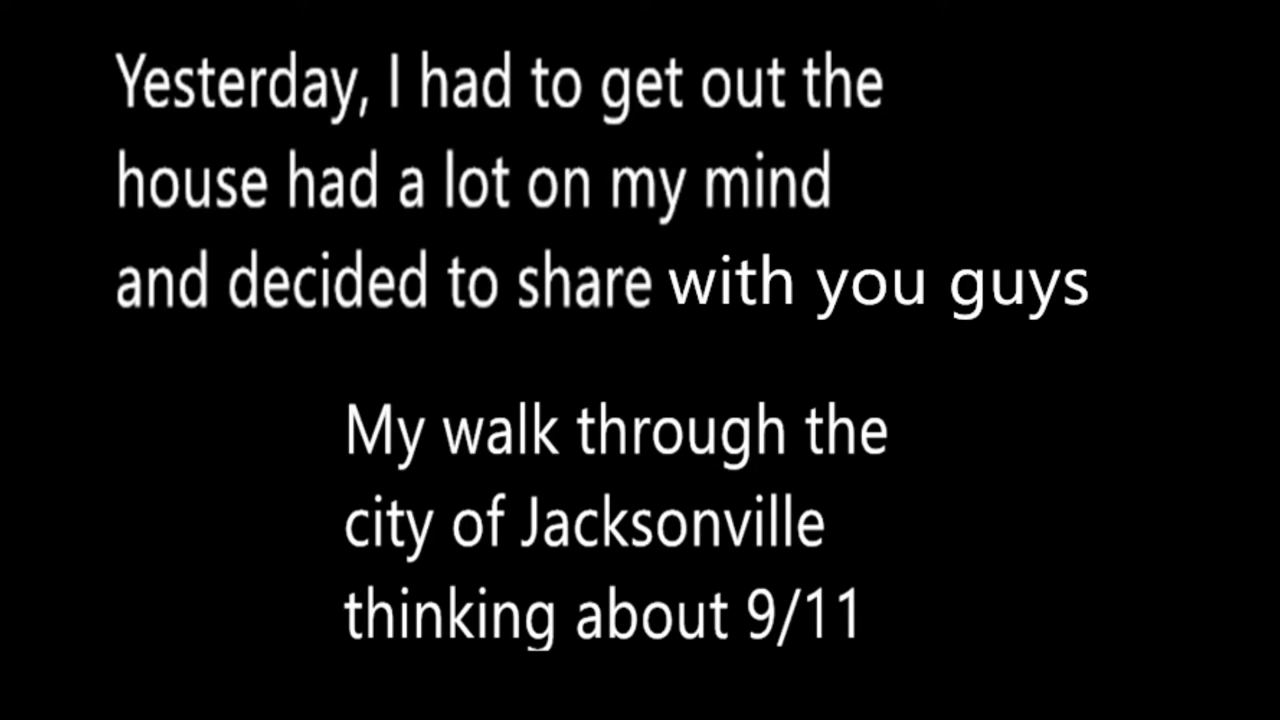 Yesterday, I had to get out the
house had a lot on my mind
and decided to share with you guys
My walk through the
city of Jacksonville
thinking about 9/11